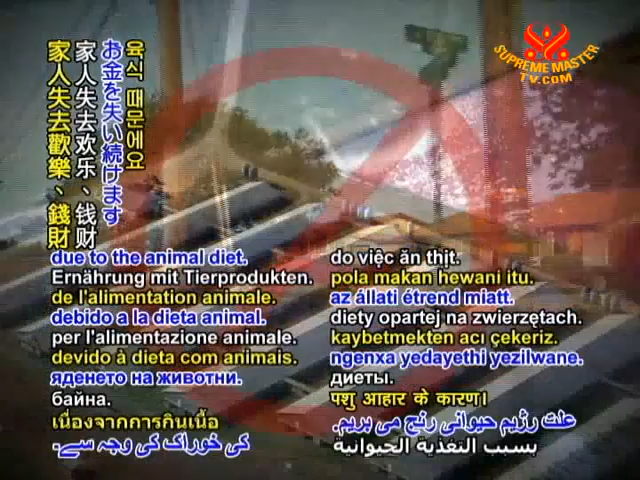 SUPREME MASTER
TV.COM
육식 때문에요
お金を失い続けます
家人失去欢乐、钱财
家人失去歡樂、錢財
due to the animal diet.
Ernährung mit Tierprodukten.
de l'alimentation animale.
debido a la dieta animal.
per l'alimentazione animale.
devido à dieta com animais.
яденето на животни.
байна.
เนื่องจากการกินเนื้อ
کی خوراک کی وجہ سے۔
do việc ăn thịt.
pola makan hewani itu.
az állati étrend miatt.
diety opartej na zwierzętach.
kaybetmekten acı çekeriz.
ngenxa yedayethi yezilwane.
диеты.
पशु आहार के कारण।
علت رژیم حیوانی رنج می بریم.
بسبب التغذية الحيوانية